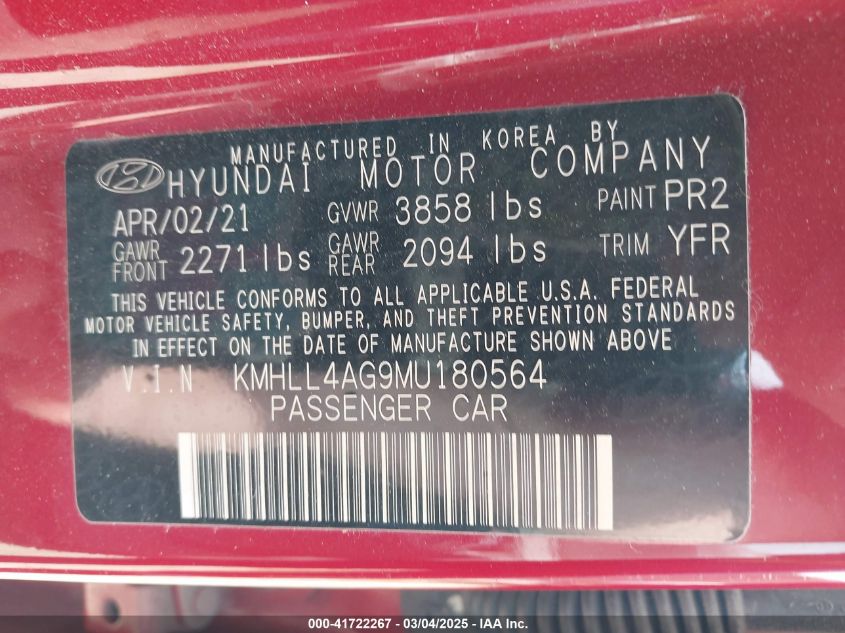 MANUFACTURED IN KOREA BY
HYUNDAI MOTOR COMPANY
APR/02/21 GVWR 3858 lbs PAINT PR2
GAWR FRONT 2271 lbs GAWR REAR 2094 lbs TRIM YFR
THIS VEHICLE CONFORMS TO ALL APPLICABLE U.S.A. FEDERAL
MOTOR VEHICLE SAFETY, BUMPER, AND THEFT PREVENTION STANDARDS
IN EFFECT ON THE DATE OF MANUFACTURE SHOWN ABOVE
V.I.N KMHLL4AG9MU180564
PASSENGER CAR
000-41722267 - 03/04/2025 - IAA Inc.